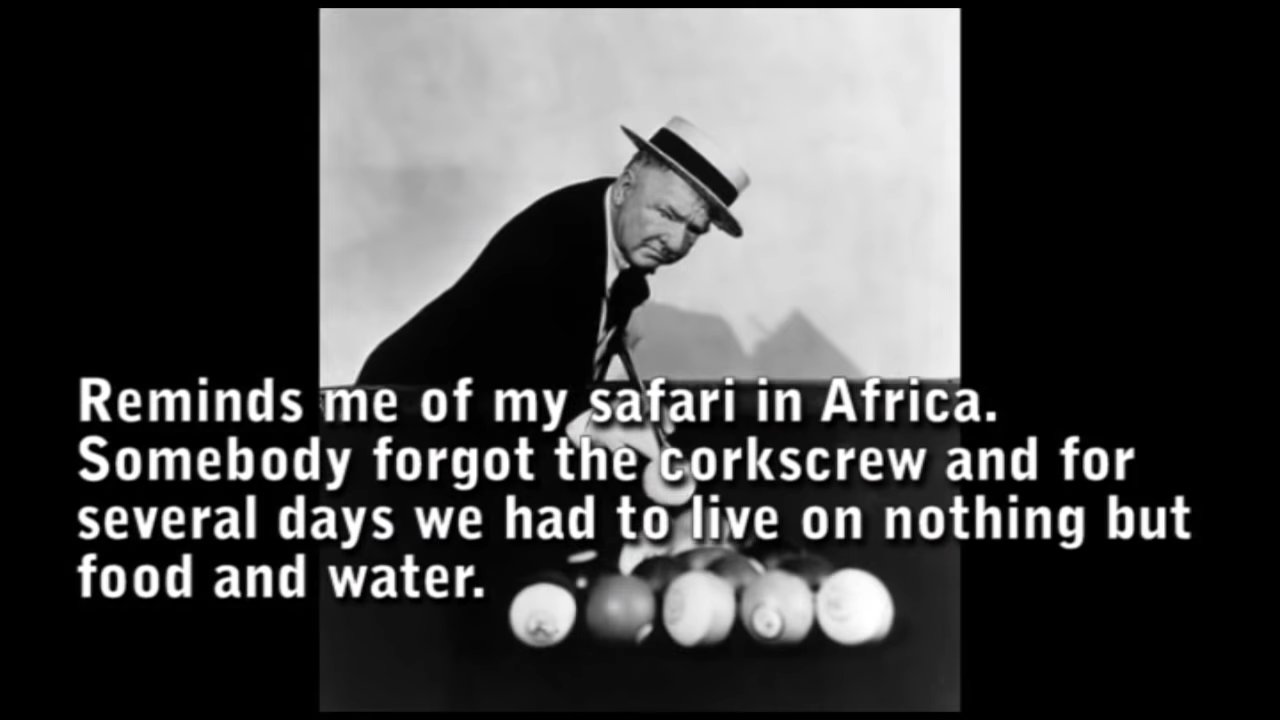 Reminds me of my safari in Africa.
Somebody forgot the corkscrew and for
several days we had to live on nothing but
food and water.